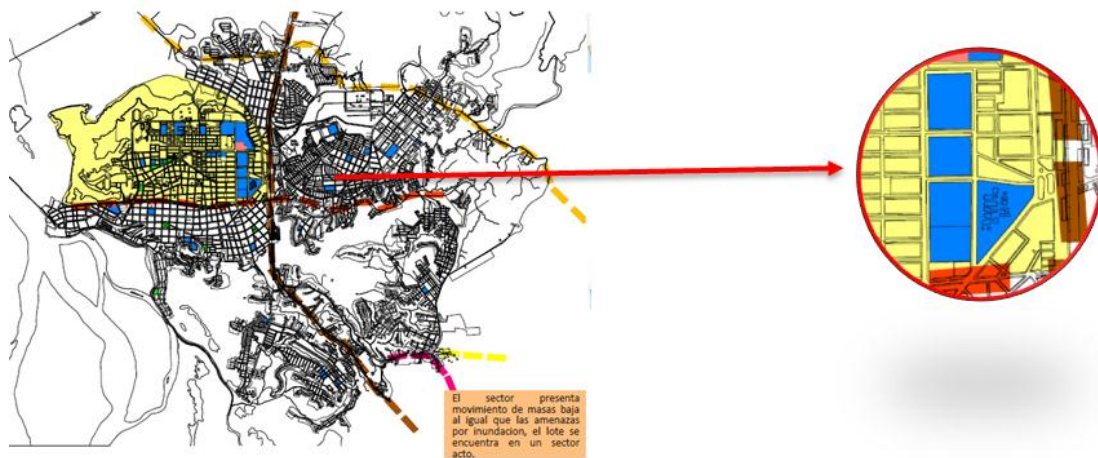 El sector presenta
movimiento de masas baja
al igual que las amenazas
por inundacion, el lote se
encuentra en un sector
acto.